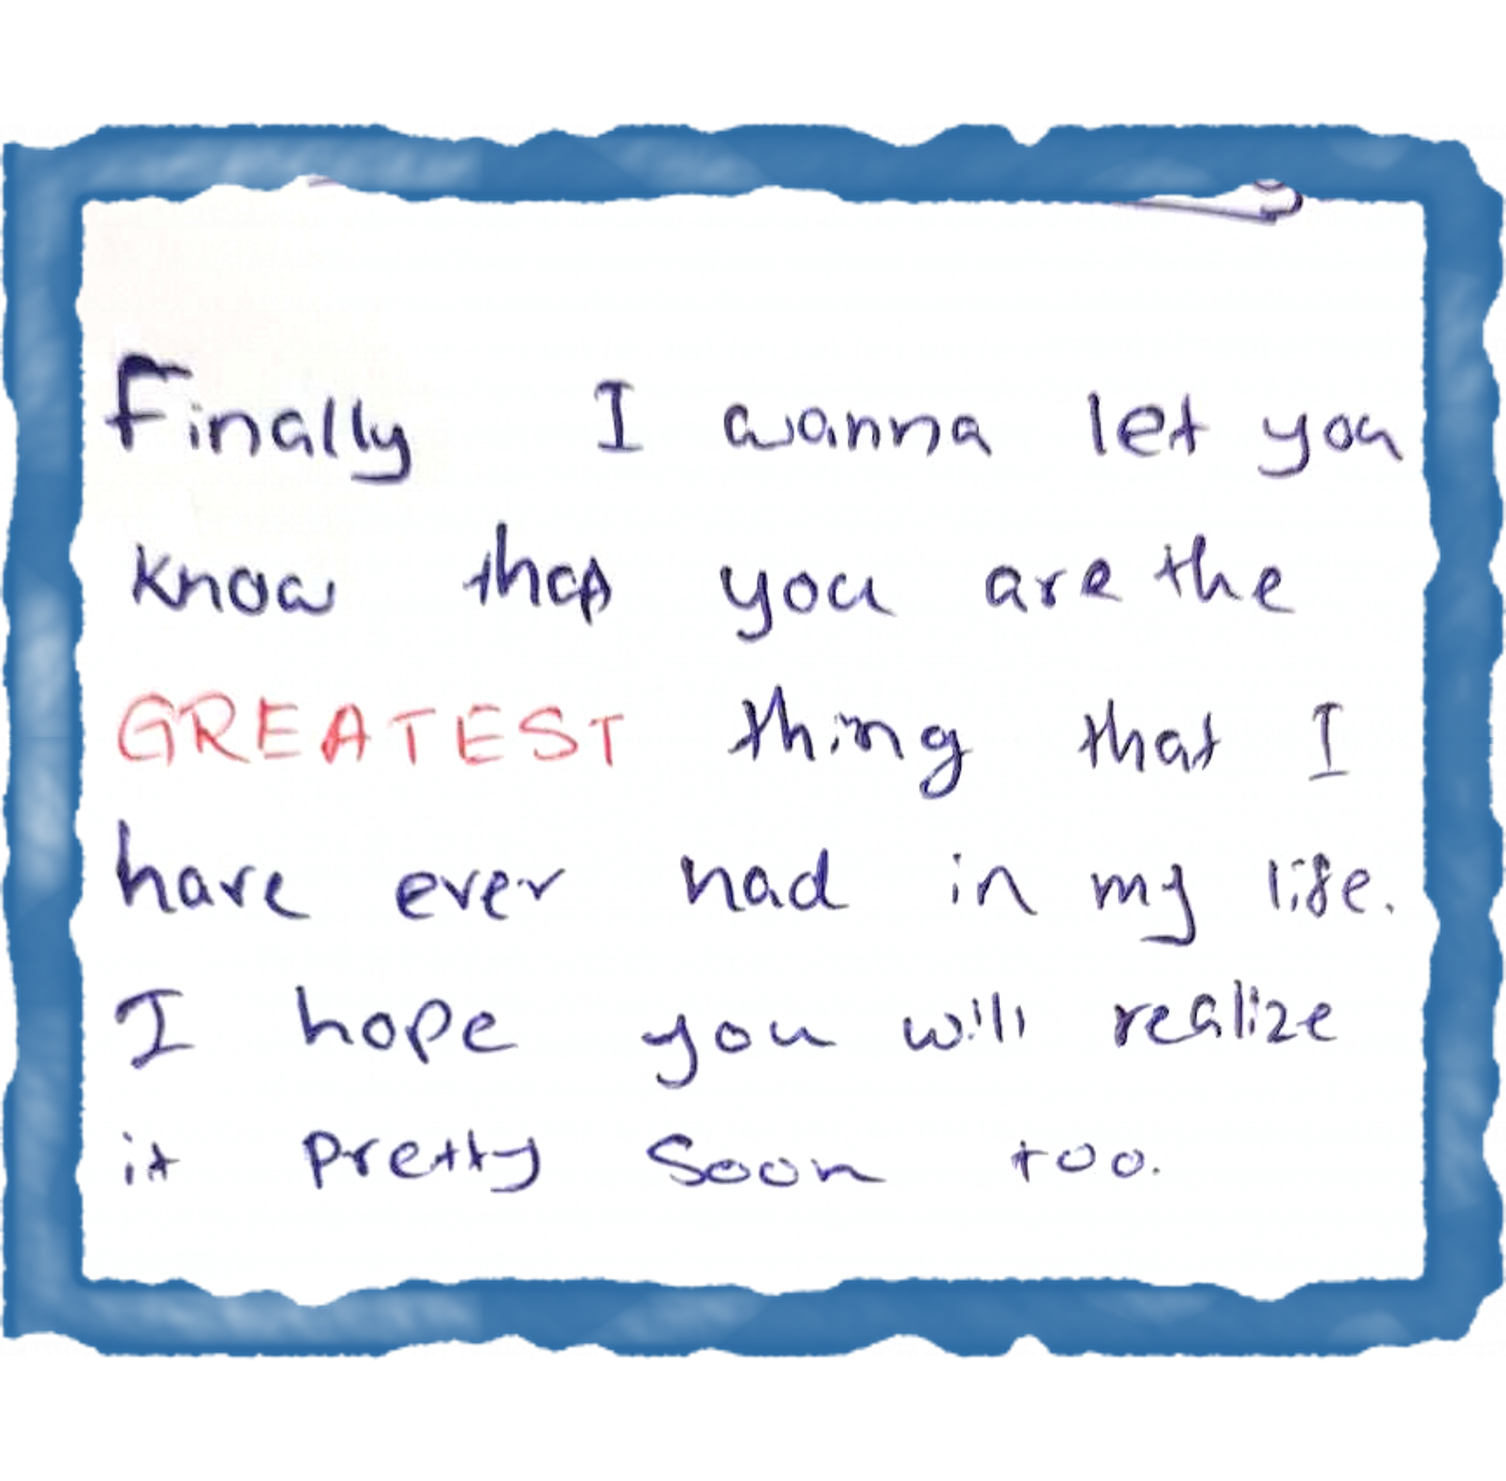 Finally I wanna let you
know that you are the
GREATEST thing that I
have ever had in my life.
I hope you will realize
it pretty soon too.